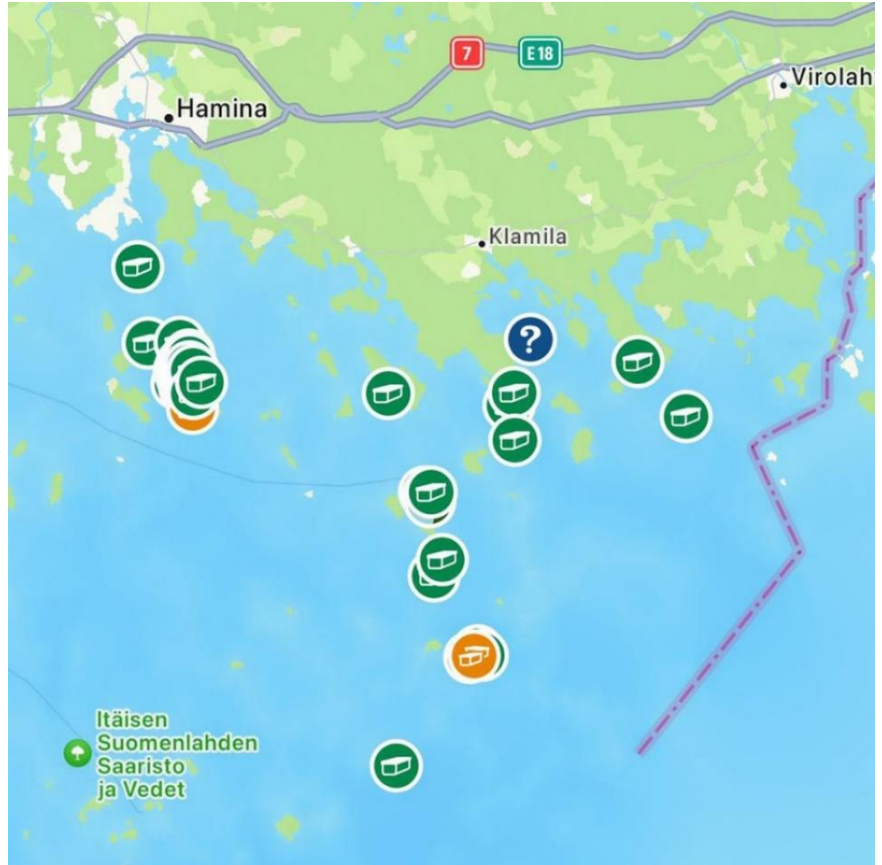 7
E18
Virolah
Hamina
Klamila
?
Itäisen
Suomenlahden
Saaristo
ja Vedet